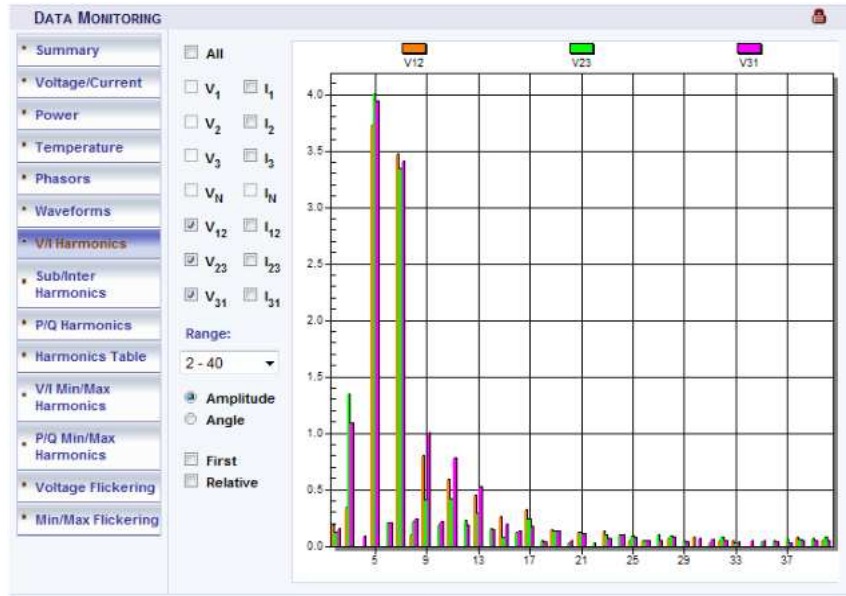 DATA MONITORING
Summary
Voltage/Current
Power
Temperature
Phasors
Waveforms
V/I Harmonics
Sub/Inter
Harmonics
P/Q Harmonics
Harmonics Table
V/I Min/Max
Harmonics
P/Q Min/Max
Harmonics
Voltage Flickering
Min/Max Flickering
All
V1 I1
V2 I2
V3 I3
VN IN
V12 I12
V23 I23
V31 I31
Range:
2 - 40
Amplitude
Angle
First
Relative
V12 V23 V31
4.0
3.5
3.0
2.5
2.0
1.5
1.0
0.5
0.0
5 9 13 17 21 25 29 33 37